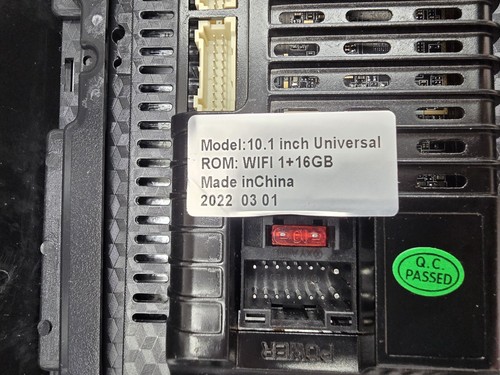 Model:10.1 inch Universal
ROM: WIFI 1+16GB
Made inChina
2022 03 01
Q.C.
PASSED
POWER